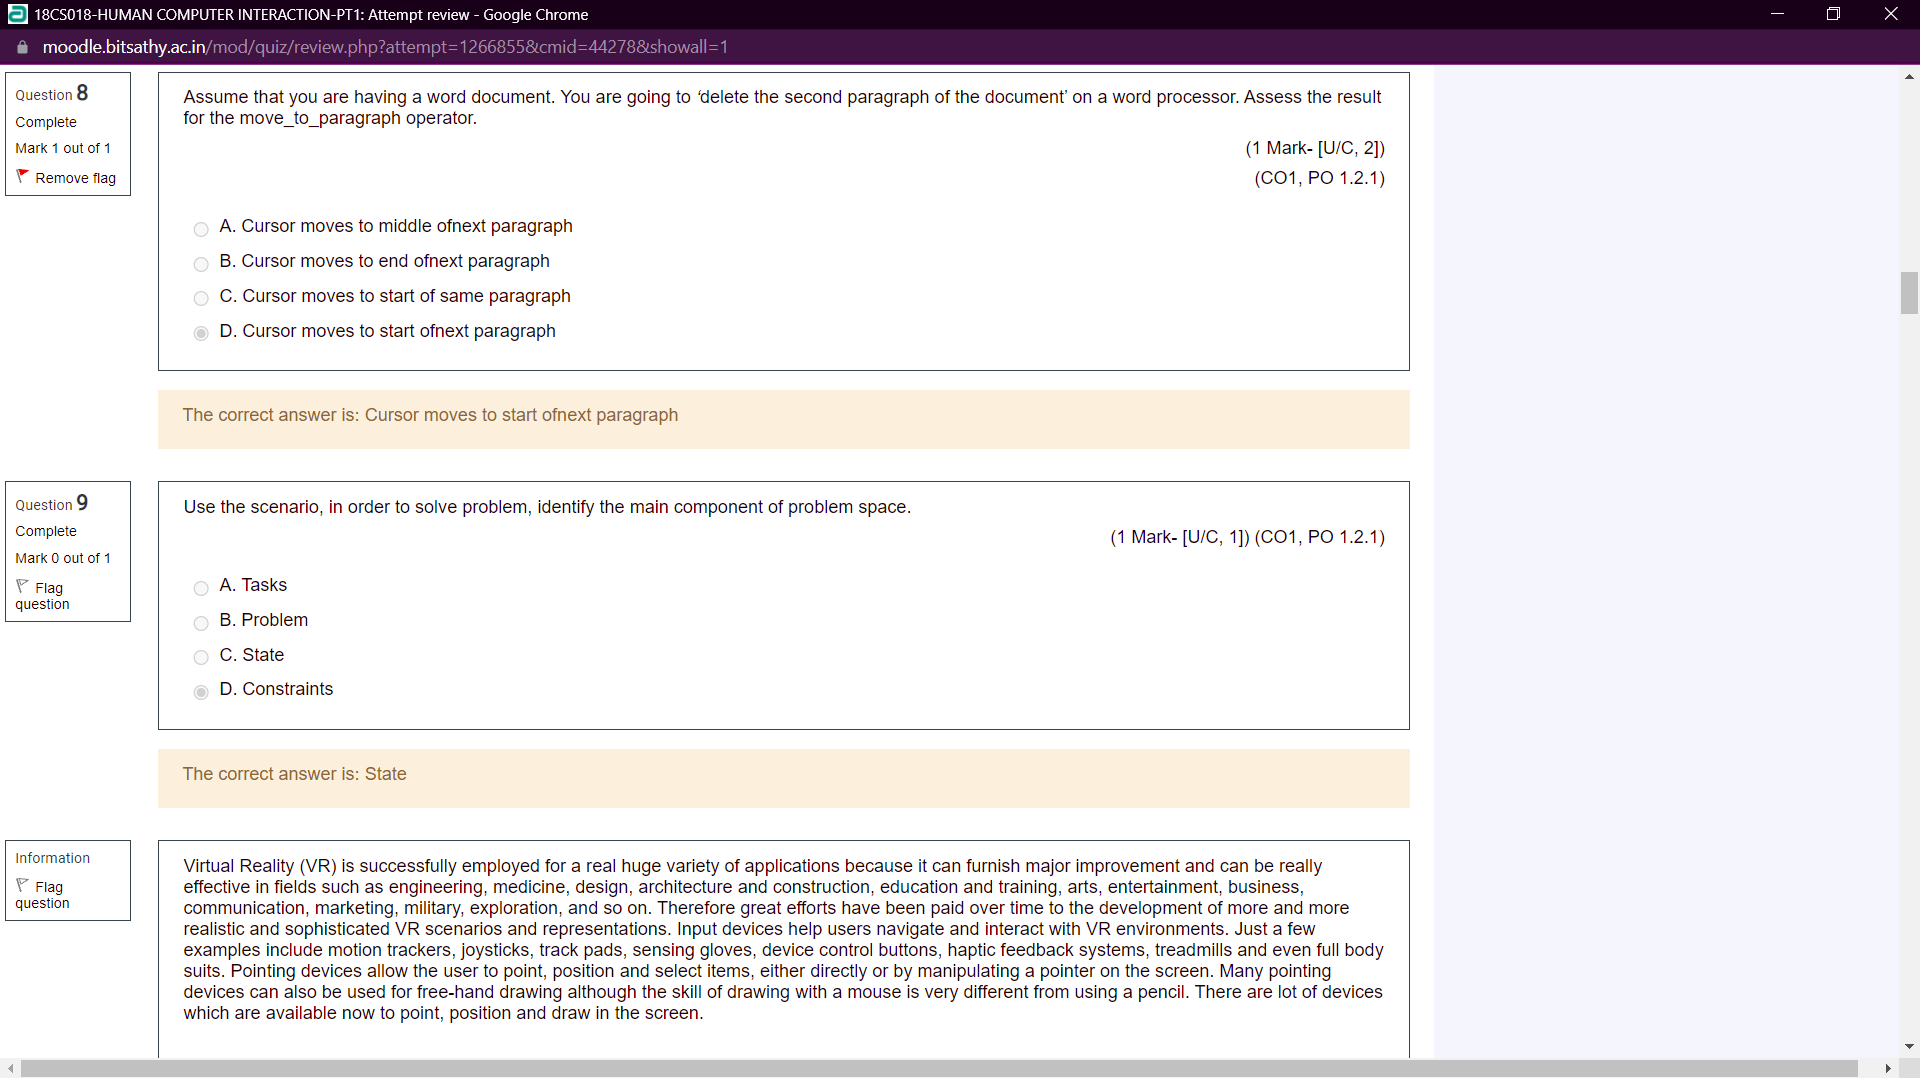 18CS018-HUMAN COMPUTER INTERACTION-PT1: Attempt review - Google Chrome
moodle.bitsathy.ac.in/mod/quiz/review.php?attempt=1266855&cmid=44278&showall=1
Question 8
Complete
Mark 1 out of 1
Remove flag
Assume that you are having a word document. You are going to ‘delete the second paragraph of the document’ on a word processor. Assess the result
for the move_to_paragraph operator.
(1 Mark- [U/C, 2])
(CO1, PO 1.2.1)
A. Cursor moves to middle ofnext paragraph
B. Cursor moves to end ofnext paragraph
C. Cursor moves to start of same paragraph
D. Cursor moves to start ofnext paragraph
The correct answer is: Cursor moves to start ofnext paragraph
Question 9
Complete
Mark 0 out of 1
Flag
question
Use the scenario, in order to solve problem, identify the main component of problem space.
(1 Mark- [U/C, 1]) (CO1, PO 1.2.1)
A. Tasks
B. Problem
C. State
D. Constraints
The correct answer is: State
Information
Flag
question
Virtual Reality (VR) is successfully employed for a real huge variety of applications because it can furnish major improvement and can be really
effective in fields such as engineering, medicine, design, architecture and construction, education and training, arts, entertainment, business,
communication, marketing, military, exploration, and so on. Therefore great efforts have been paid over time to the development of more and more
realistic and sophisticated VR scenarios and representations. Input devices help users navigate and interact with VR environments. Just a few
examples include motion trackers, joysticks, track pads, sensing gloves, device control buttons, haptic feedback systems, treadmills and even full body
suits. Pointing devices allow the user to point, position and select items, either directly or by manipulating a pointer on the screen. Many pointing
devices can also be used for free-hand drawing although the skill of drawing with a mouse is very different from using a pencil. There are lot of devices
which are available now to point, position and draw in the screen.